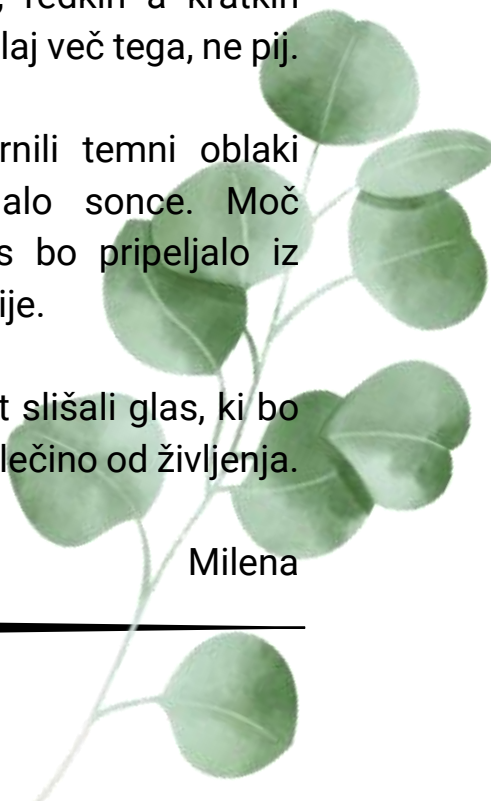 redkih a kratkih
laj več tega, ne pij.
rnili temni oblaki
alo sonce. Moč
s bo pripeljalo iz
ije.
t slišali glas, ki bo
lečino od življenja.
Milena